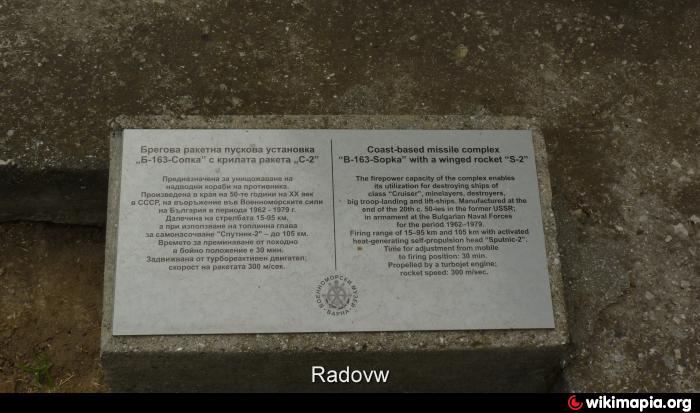 Брегова ракетна пускова установка
„Б-163-Сопка" с крилата ракета „С-2"
Предназначена за унищожаване на
надводни кораби на противника.
Произведена в края на 50-те години на XX век
в СССР, на въоръжение във Военноморските сили
на България в периода 1962 -1979 г.
Далечина на стрелбата 15-95 км,
а при използване на топлинна глава
за самонасочване "Спутник-2" – до 105 км.
Времето за преминаване от походно
в бойно положение е 30 мин.
Задвижвана от турбореактивен двигател;
скорост на ракетата 300 м/сек.
Coast-based missile complex
"B-163-Sopka" with a winged rocket "S-2"
The firepower capacity of the complex enables
its utilization for destroying ships of
class "Cruiser", minelayers, destroyers,
big troop-landing and lift-ships. Manufactured at the
end of the 20th c. 50-ies in the former USSR;
in armament at the Bulgarian Naval Forces
for the period 1962–1979.
Firing range of 15–95 km and 105 km with activated
heat-generating self-propulsion head "Sputnic-2".
Time for adjustment from mobile
to firing position: 30 min.
Propelled by a turbojet engine;
rocket speed: 300 m/sec.
ВОЕННОМОРСКИ МУЗЕЙ
ВАРНА
Radovw
wikimapia.org